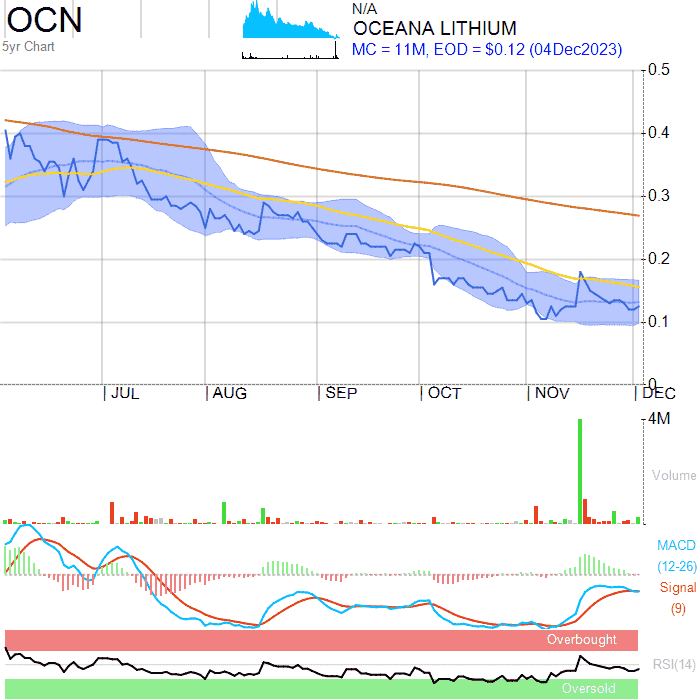 OCN
N/A
OCEANA LITHIUM
5yr Chart
MC = 11M, EOD = $0.12 (04Dec2023)
0.5
0.4
0.3
0.2
0.1
0
JUL AUG SEP OCT NOV DEC
4M
Volume
MACD
(12-26)
Signal
(9)
Overbought
RSI(14)
Oversold